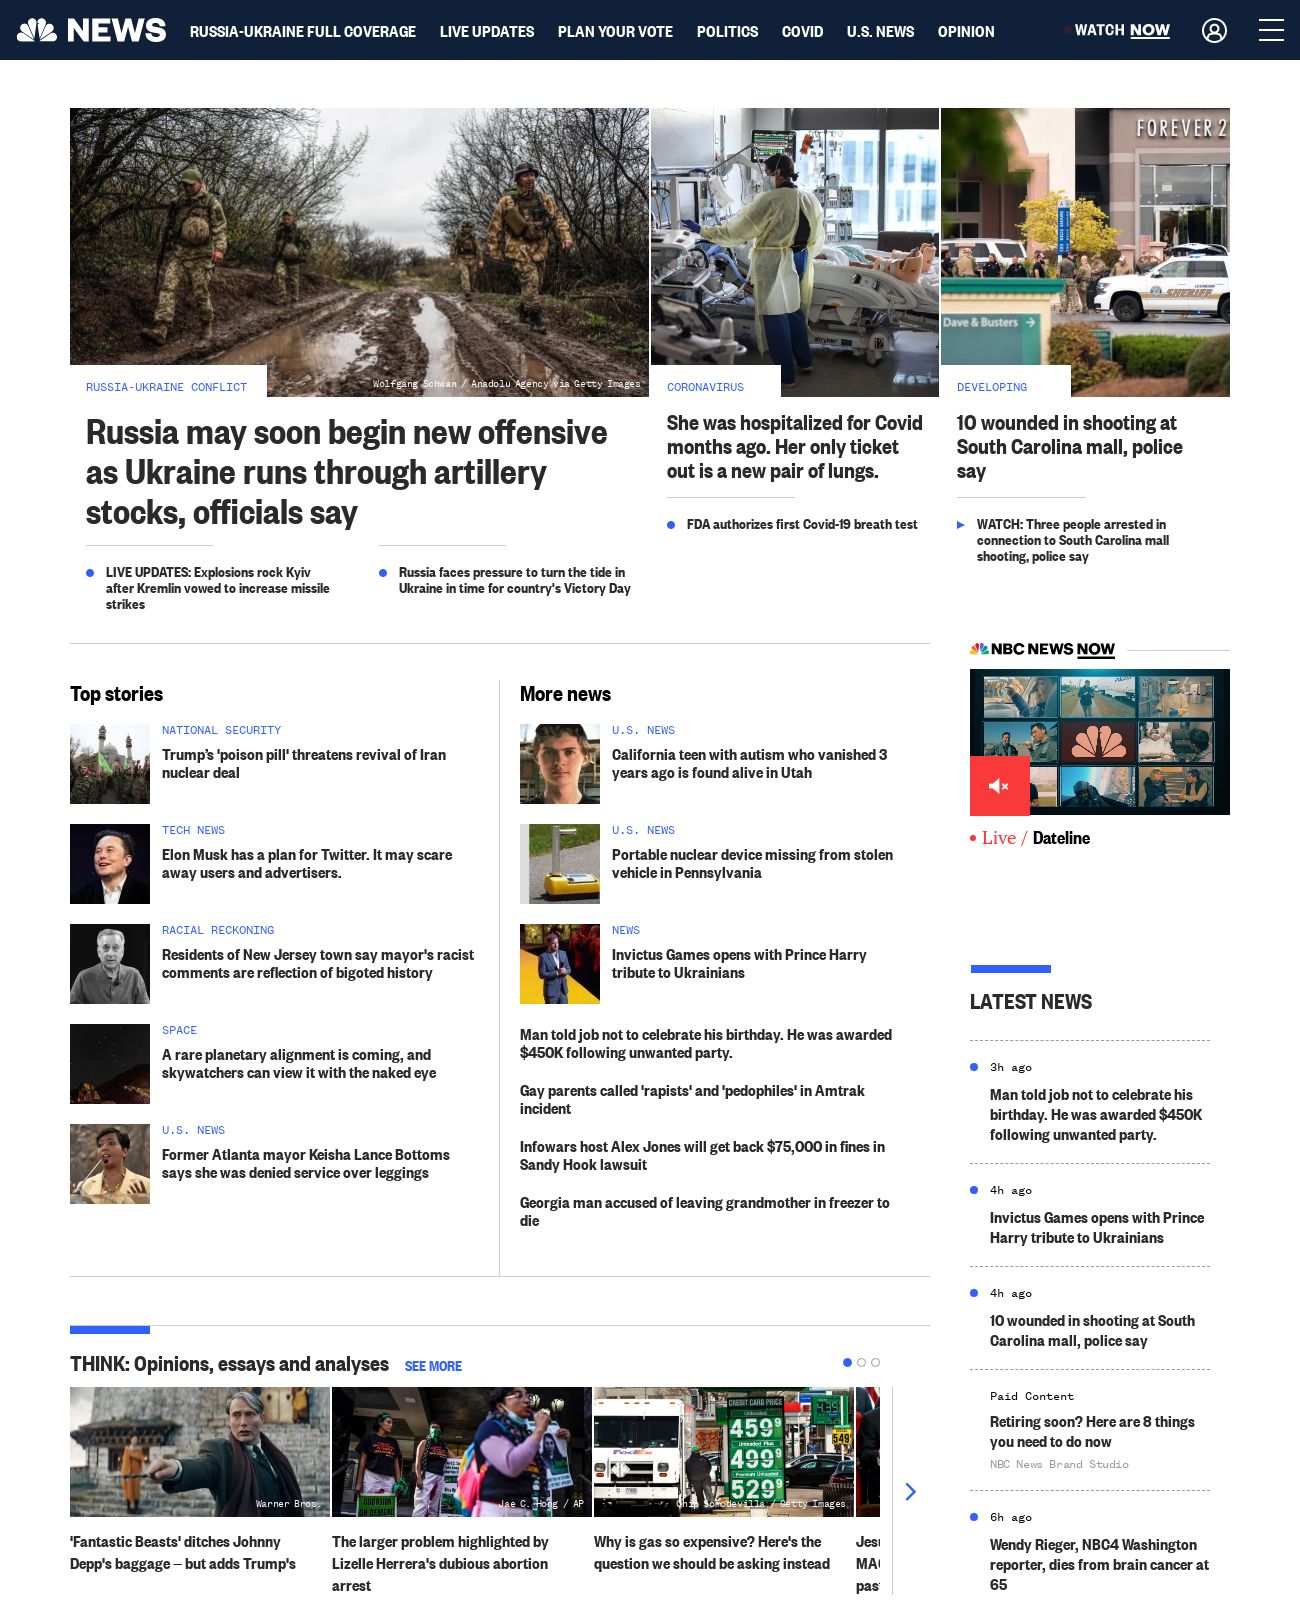 NEWS
RUSSIA-UKRAINE FULL COVERAGE
LIVE UPDATES
PLAN YOUR VOTE
POLITICS
COVID
U.S. NEWS
OPINION
WATCH NOW
FOREVER 2
Dave & Busters →
SHERIFF
stryker
12
Wolfgang Schwan / Anadolu Agency via Getty Images
RUSSIA-UKRAINE CONFLICT
Russia may soon begin new offensive
as Ukraine runs through artillery
stocks, officials say
LIVE UPDATES: Explosions rock Kyiv
after Kremlin vowed to increase missile
strikes
Russia faces pressure to turn the tide in
Ukraine in time for country's Victory Day
CORONAVIRUS
She was hospitalized for Covid
months ago. Her only ticket
out is a new pair of lungs.
FDA authorizes first Covid-19 breath test
DEVELOPING
10 wounded in shooting at
South Carolina mall, police
say
WATCH: Three people arrested in
connection to South Carolina mall
shooting, police say
Top stories
NATIONAL SECURITY
Trump’s 'poison pill' threatens revival of Iran
nuclear deal
TECH NEWS
Elon Musk has a plan for Twitter. It may scare
away users and advertisers.
RACIAL RECKONING
Residents of New Jersey town say mayor's racist
comments are reflection of bigoted history
SPACE
A rare planetary alignment is coming, and
skywatchers can view it with the naked eye
U.S. NEWS
Former Atlanta mayor Keisha Lance Bottoms
says she was denied service over leggings
More news
U.S. NEWS
California teen with autism who vanished 3
years ago is found alive in Utah
U.S. NEWS
Portable nuclear device missing from stolen
vehicle in Pennsylvania
NEWS
Invictus Games opens with Prince Harry
tribute to Ukrainians
Man told job not to celebrate his birthday. He was awarded
$450K following unwanted party.
Gay parents called 'rapists' and 'pedophiles' in Amtrak
incident
Infowars host Alex Jones will get back $75,000 in fines in
Sandy Hook lawsuit
Georgia man accused of leaving grandmother in freezer to
die
NBC NEWS NOW
Live / Dateline
LATEST NEWS
3h ago
Man told job not to celebrate his
birthday. He was awarded $450K
following unwanted party.
4h ago
Invictus Games opens with Prince
Harry tribute to Ukrainians
4h ago
10 wounded in shooting at South
Carolina mall, police say
Paid Content
Retiring soon? Here are 8 things
you need to do now
NBC News Brand Studio
6h ago
Wendy Rieger, NBC4 Washington
reporter, dies from brain cancer at
65
THINK: Opinions, essays and analyses
SEE MORE
Warner Bros.
'Fantastic Beasts' ditches Johnny
Depp's baggage — but adds Trump's
ABORTION
ON DEMAND
Jae C. Hong / AP
The larger problem highlighted by
Lizelle Herrera's dubious abortion
arrest
FedEx
CREDIT CARD PRICE
Unleaded
459 9
Unleaded Plus
499 9
Premium Unleaded
529 9
439
549
Chip Somodevilla / Getty Images
Why is gas so expensive? Here's the
question we should be asking instead
Jesu
MAG
past